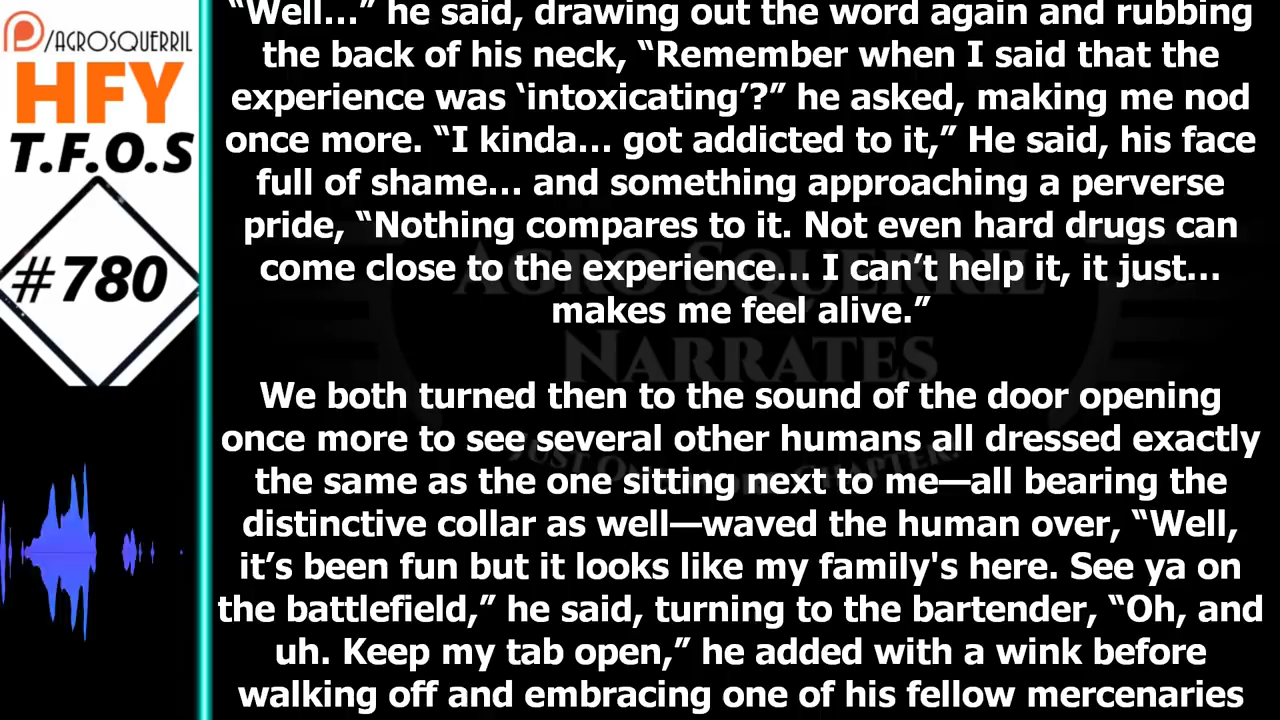 /AGROSQUERRIL
HFY
T.F.O.S
#780
“Well...” he said, drawing out the word again and rubbing
the back of his neck, “Remember when I said that the
experience was ‘intoxicating’?” he asked, making me nod
once more. “I kinda... got addicted to it,” He said, his face
full of shame... and something approaching a perverse
pride, “Nothing compares to it. Not even hard drugs can
come close to the experience... I can’t help it, it just...
makes me feel alive.”
We both turned then to the sound of the door opening
once more to see several other humans all dressed exactly
the same as the one sitting next to me—all bearing the
distinctive collar as well—waved the human over, “Well,
it’s been fun but it looks like my family's here. See ya on
the battlefield,” he said, turning to the bartender, “Oh, and
uh. Keep my tab open,” he added with a wink before
walking off and embracing one of his fellow mercenaries
AGRO SQUERRIL
NARRATES
JUST ONE MORE CHAPTER!